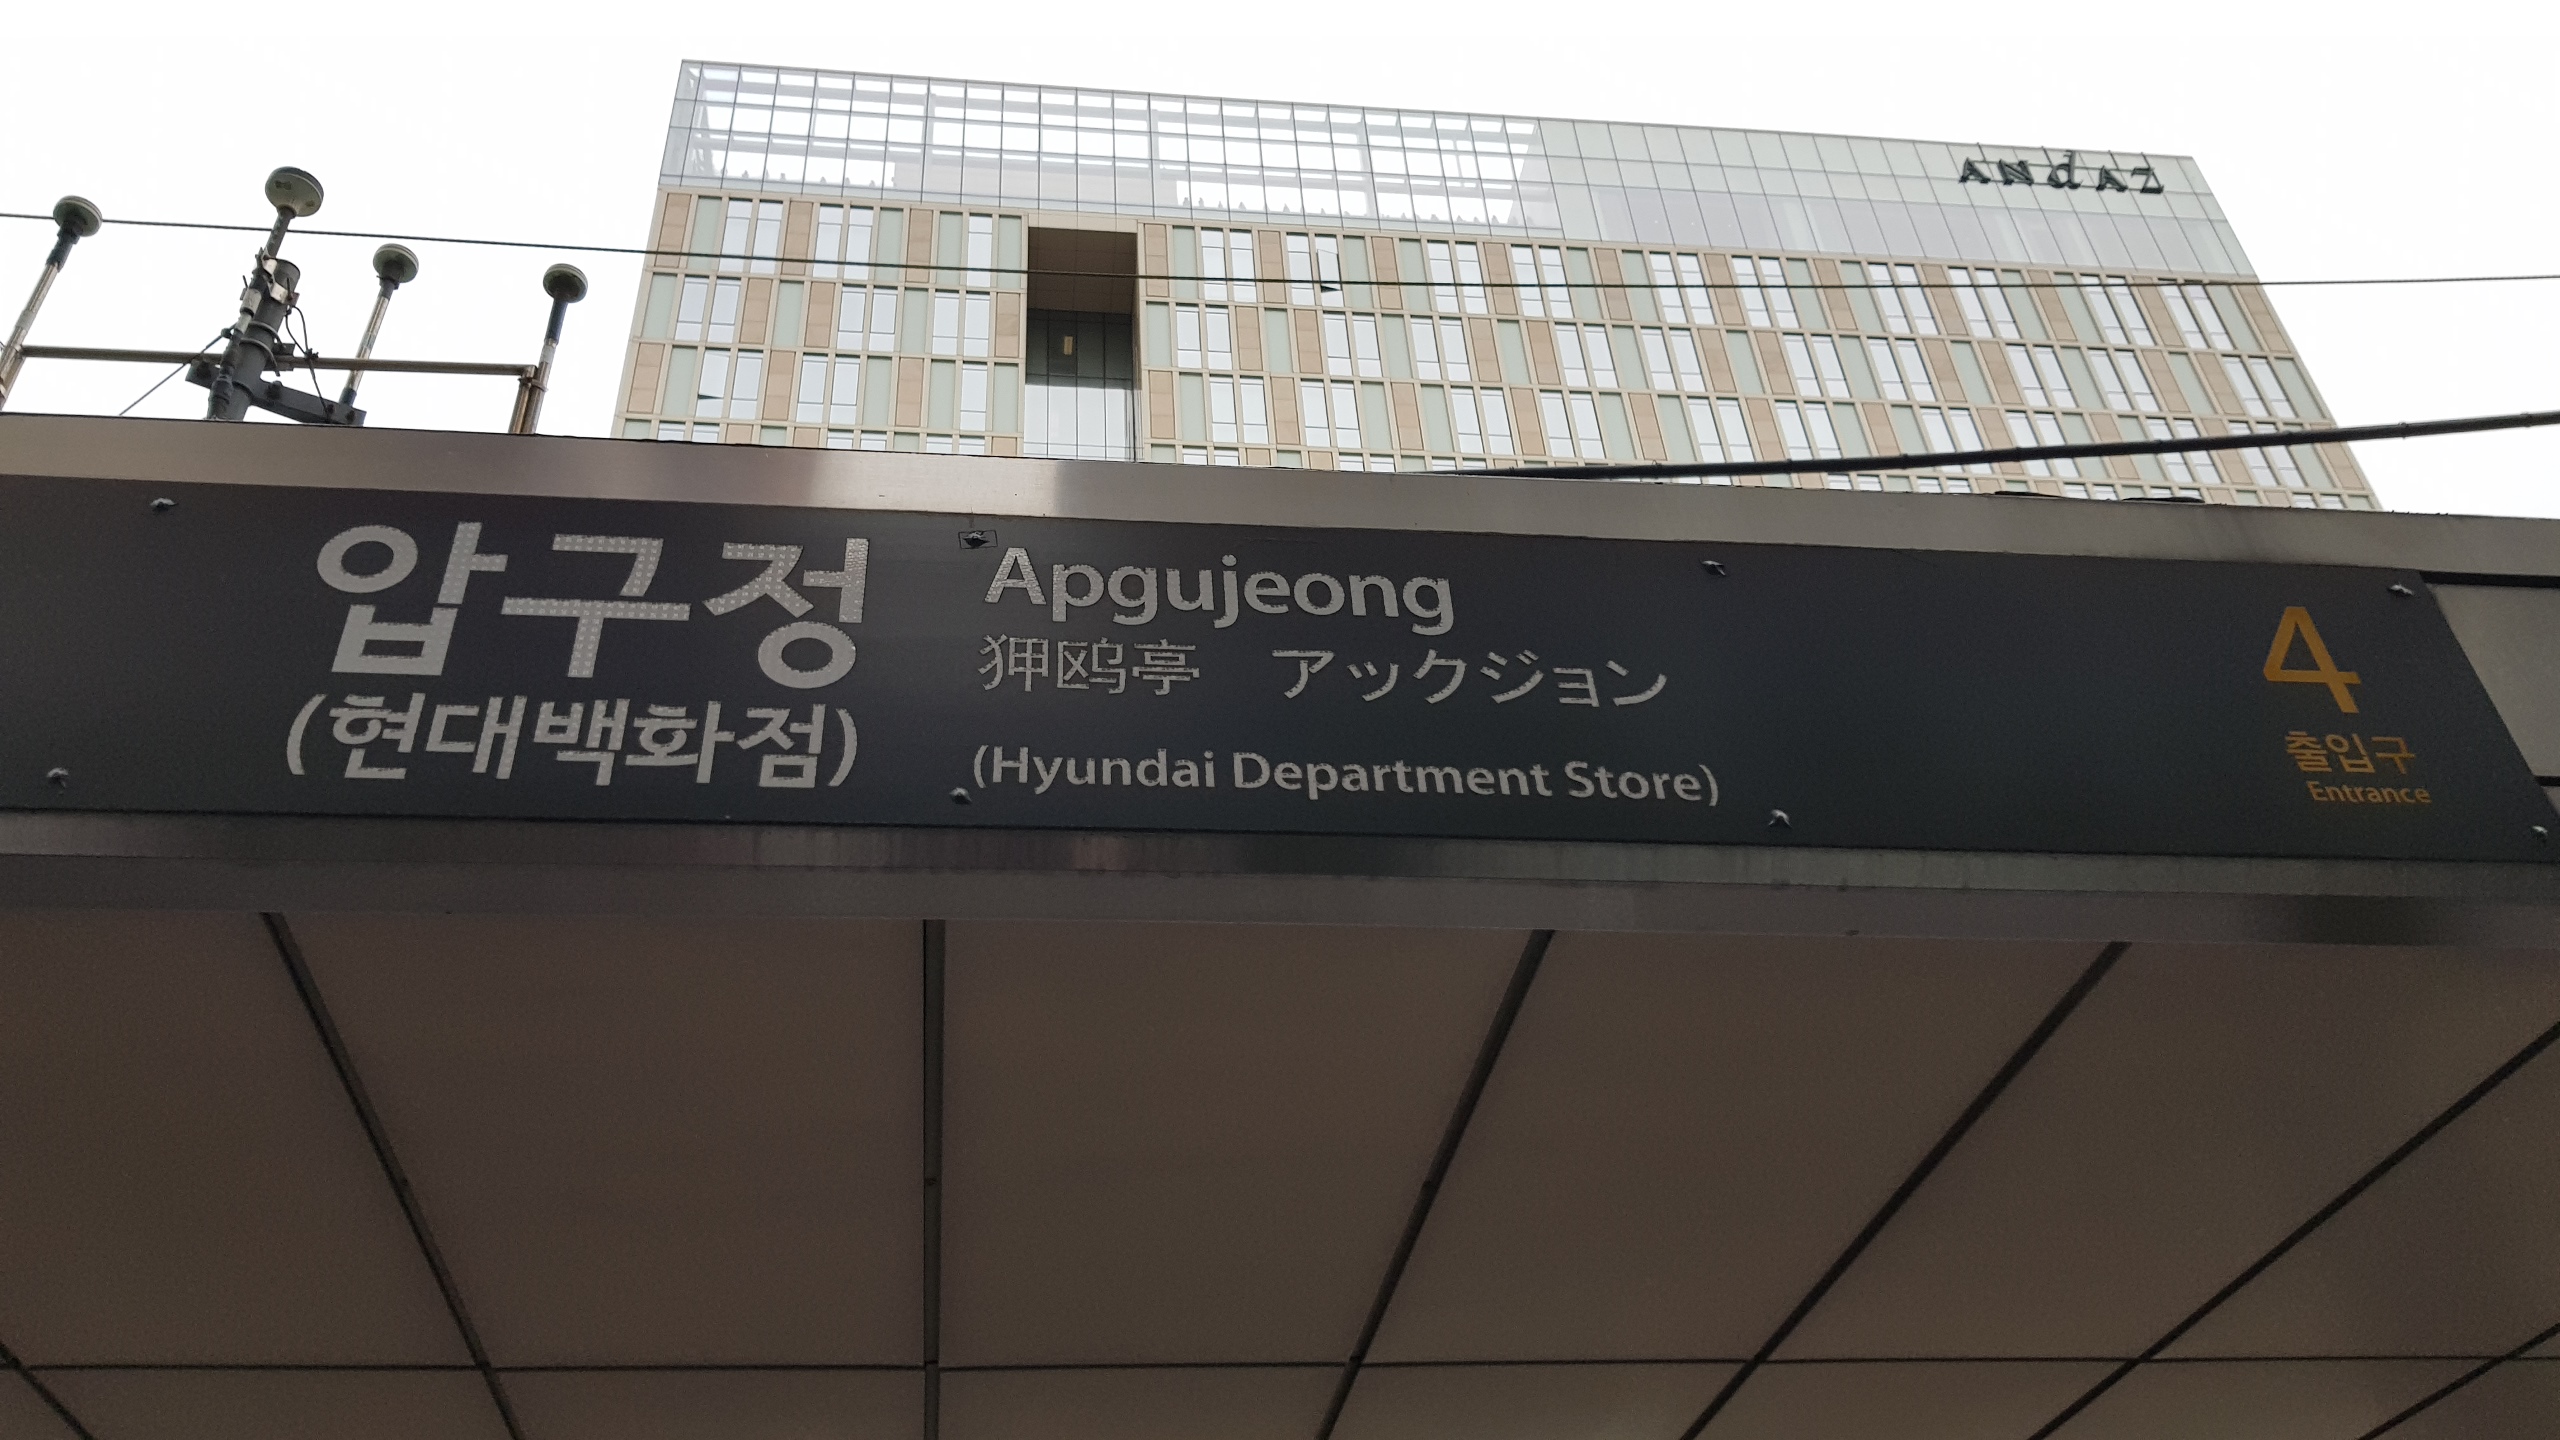 ANdAZ
압구정
(현대백화점)
Apgujeong
狎鸥亭 アックジョン
(Hyundai Department Store)
4
출입구
Entrance